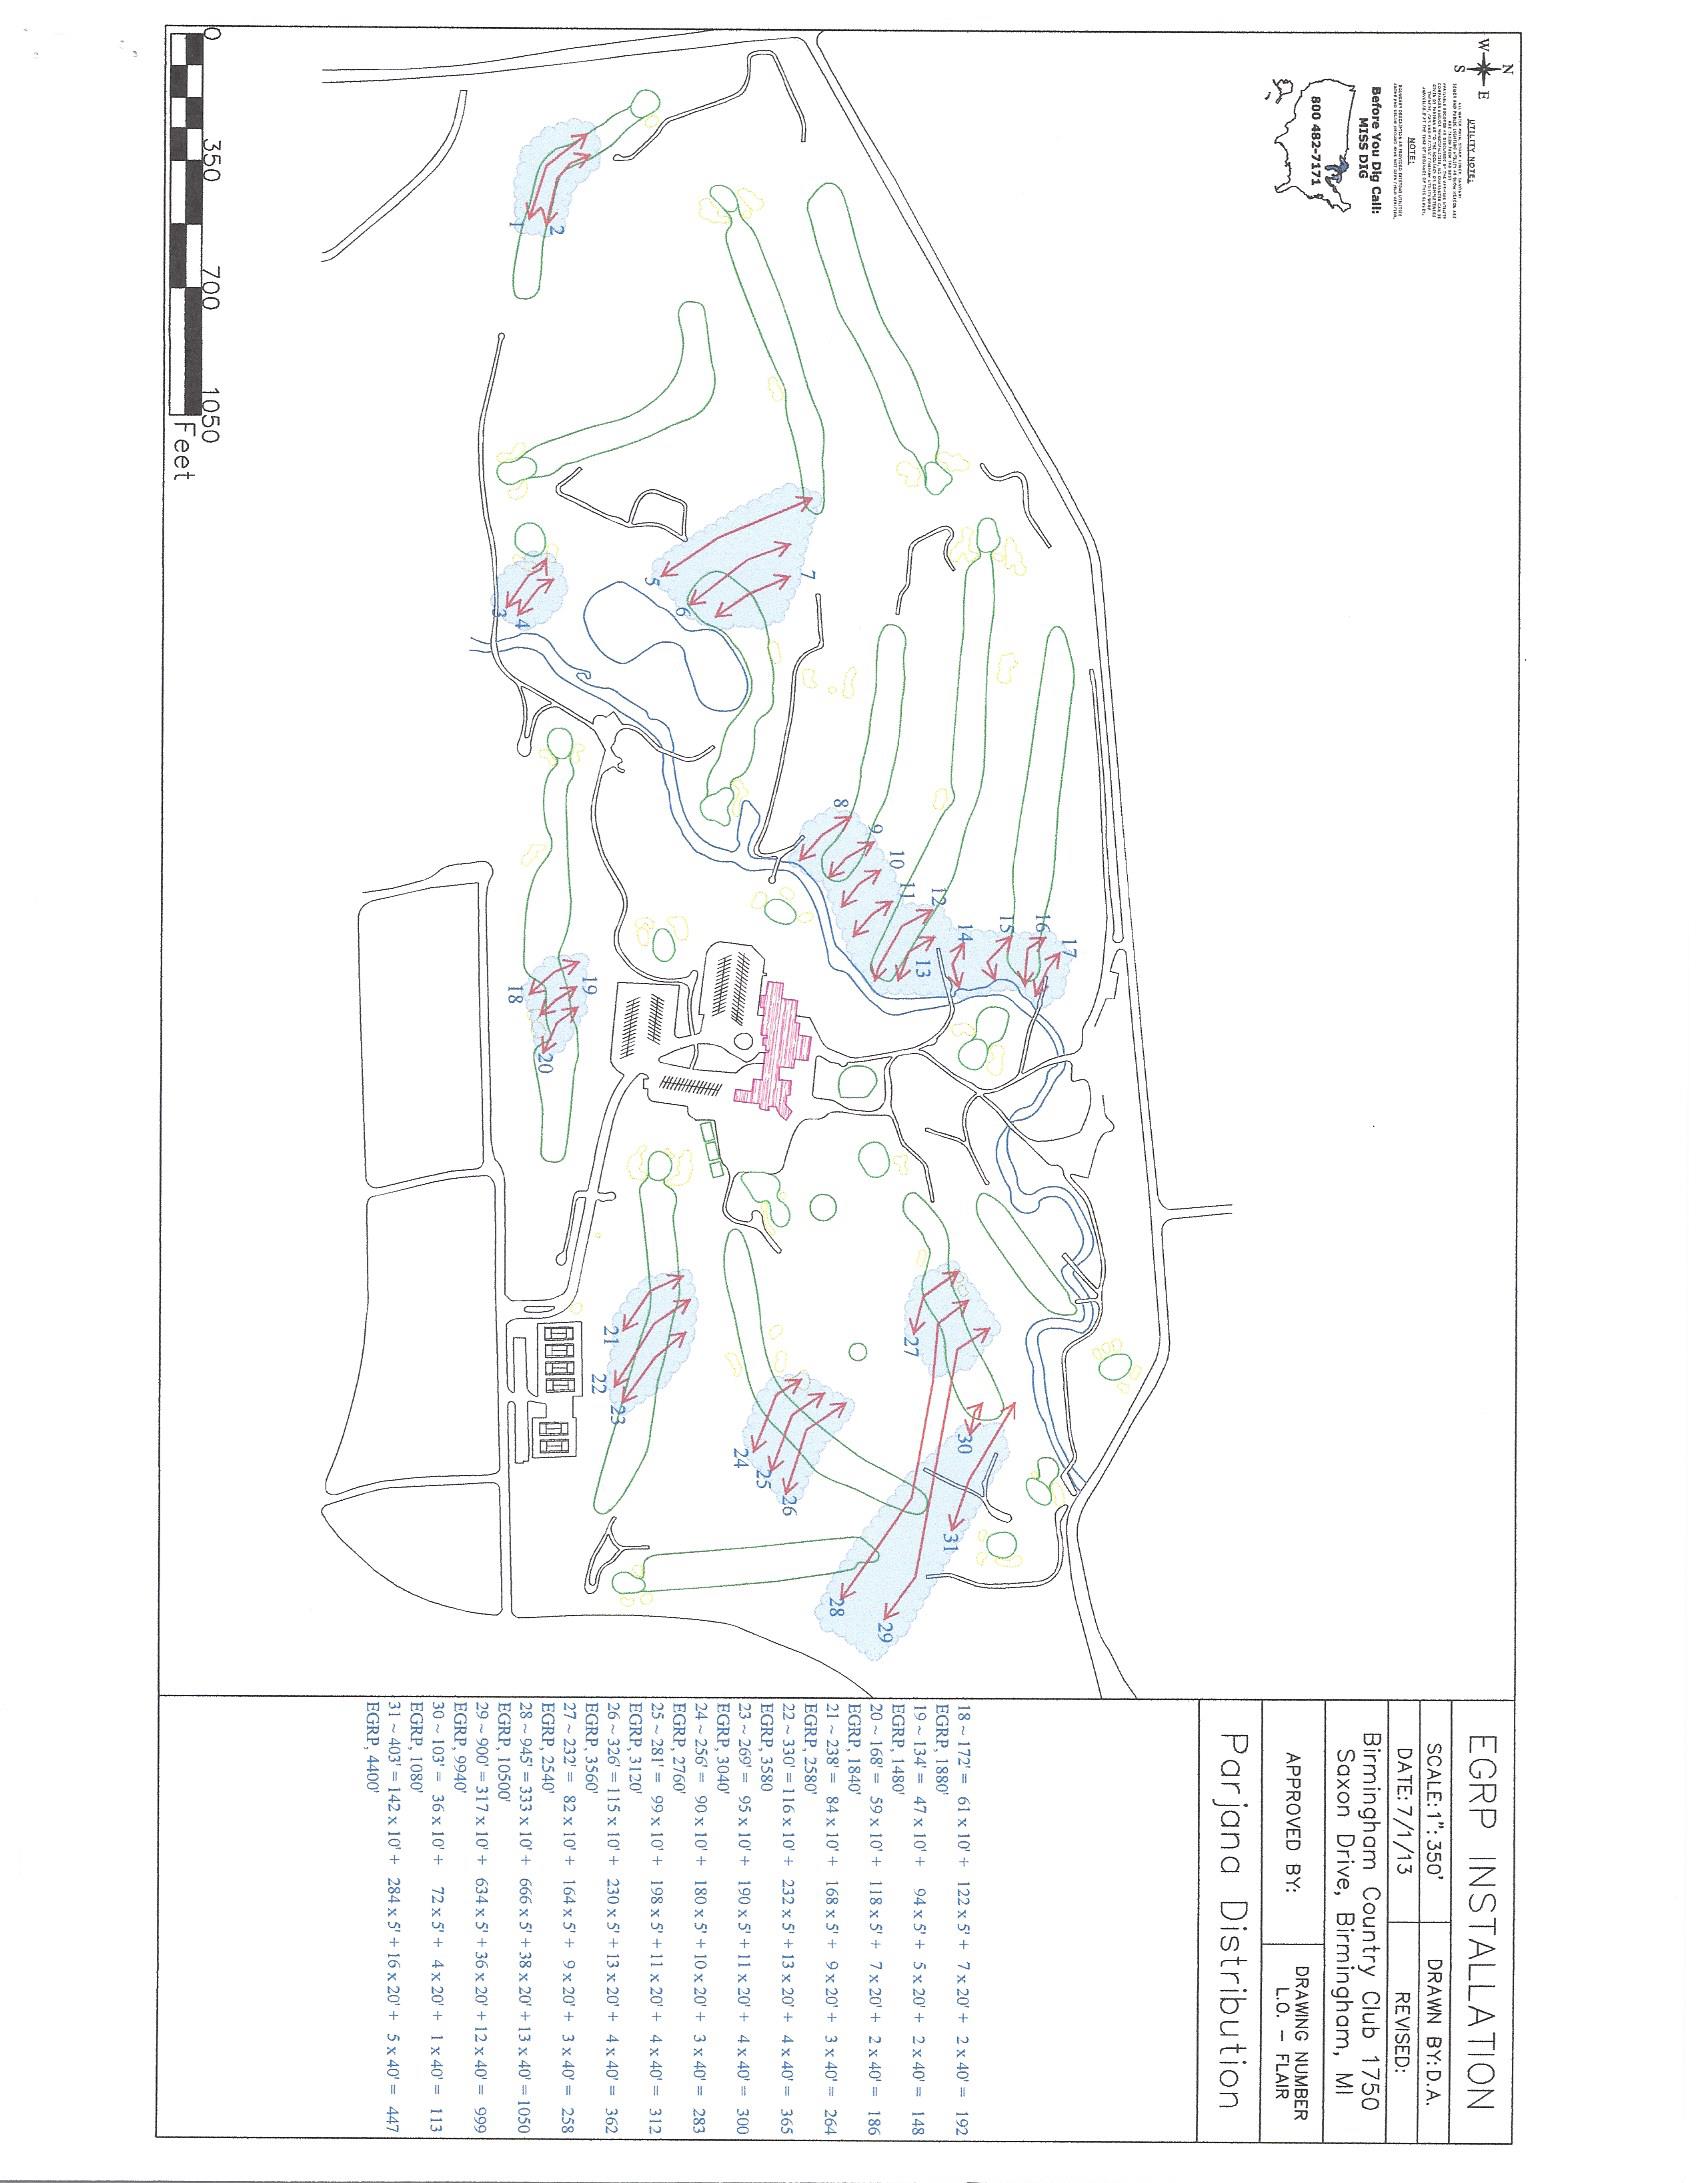 N
W
E
S
UTILITY NOTE:
NOTE:
Before You Dig Call:
MISS DIG
800 482-7171
0
350
700
1050
Feet
1
2
3
4
5
6
7
8
9
10
11
12
13
14
15
16
17
18
19
20
21
22
23
24
25
26
27
28
29
30
31
EGRP INSTALLATION
SCALE: 1": 350'
DRAWN BY: D.A.
DATE: 7/1/13
REVISED:
Birmingham Country Club 1750
Saxon Drive, Birmingham, MI
APPROVED BY:
DRAWING NUMBER
L.O. - FLAIR
Parjana Distribution
18 ~ 172' = 61 x 10' + 122 x 5' + 7 x 20' + 2 x 40' = 192
EGRP, 1880'
19 ~ 134' = 47 x 10' + 94 x 5' + 5 x 20' + 2 x 40' = 148
EGRP, 1480'
20 ~ 168' = 59 x 10' + 118 x 5' + 7 x 20' + 2 x 40' = 186
EGRP, 1840'
21 ~ 238' = 84 x 10' + 168 x 5' + 9 x 20' + 3 x 40' = 264
EGRP, 2580'
22 ~ 330' = 116 x 10' + 232 x 5' + 13 x 20' + 4 x 40' = 365
EGRP, 3580
23 ~ 269' = 95 x 10' + 190 x 5' + 11 x 20' + 4 x 40' = 300
EGRP, 3040'
24 ~ 256' = 90 x 10' + 180 x 5' + 10 x 20' + 3 x 40' = 283
EGRP, 2760'
25 ~ 281' = 99 x 10' + 198 x 5' + 11 x 20' + 4 x 40' = 312
EGRP, 3120'
26 ~ 326' = 115 x 10' + 230 x 5' + 13 x 20' + 4 x 40' = 362
EGRP, 3560'
27 ~ 232' = 82 x 10' + 164 x 5' + 9 x 20' + 3 x 40' = 258
EGRP, 2540'
28 ~ 945' = 333 x 10' + 666 x 5' + 38 x 20' + 13 x 40' = 1050
EGRP, 10500'
29 ~ 900' = 317 x 10' + 634 x 5' + 36 x 20' + 12 x 40' = 999
EGRP, 9940'
30 ~ 103' = 36 x 10' + 72 x 5' + 4 x 20' + 1 x 40' = 113
EGRP, 1080'
31 ~ 403' = 142 x 10' + 284 x 5' + 16 x 20' + 5 x 40' = 447
EGRP, 4400'